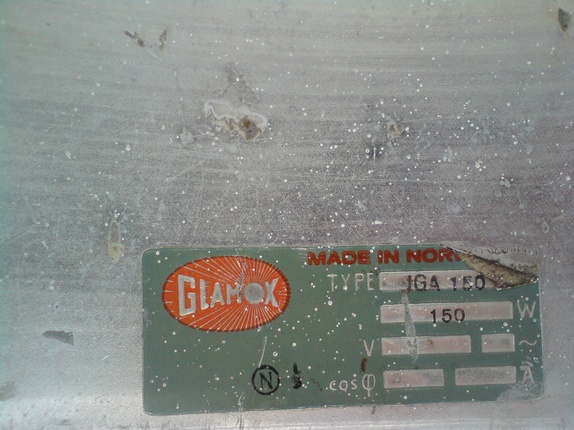 MADE IN NOR
GLAMOX
TYPE IGA 150
150 W
V ~
N cos φ A